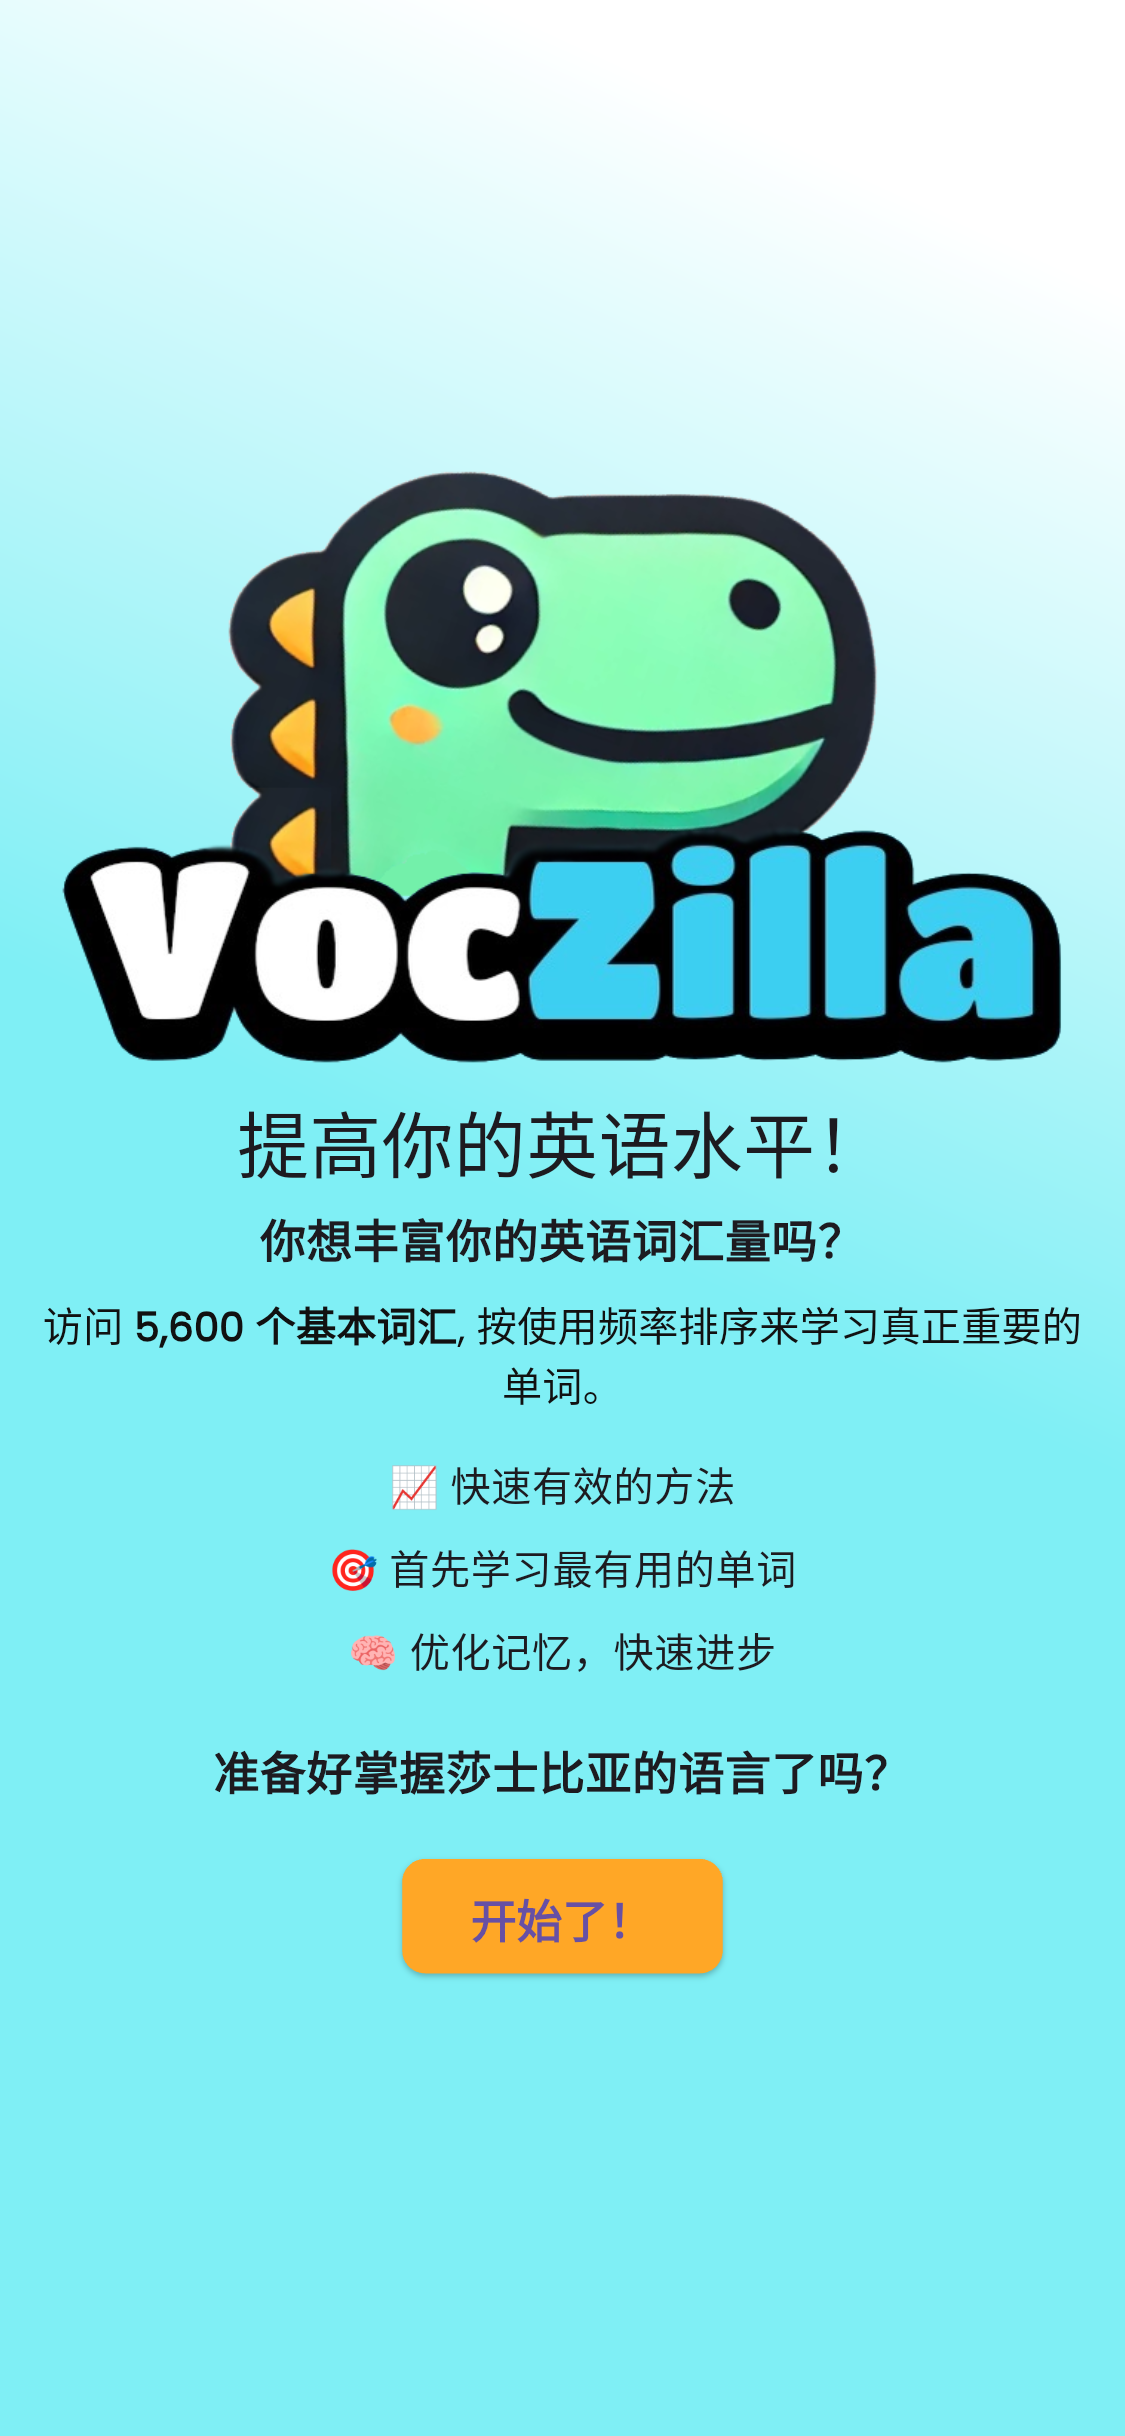 VocZilla
提高你的英语水平！
你想丰富你的英语词汇量吗？
访问 5,600 个基本词汇, 按使用频率排序来学习真正重要的
单词。
📈 快速有效的方法
🎯 首先学习最有用的单词
🧠 优化记忆，快速进步
准备好掌握莎士比亚的语言了吗？
开始了！